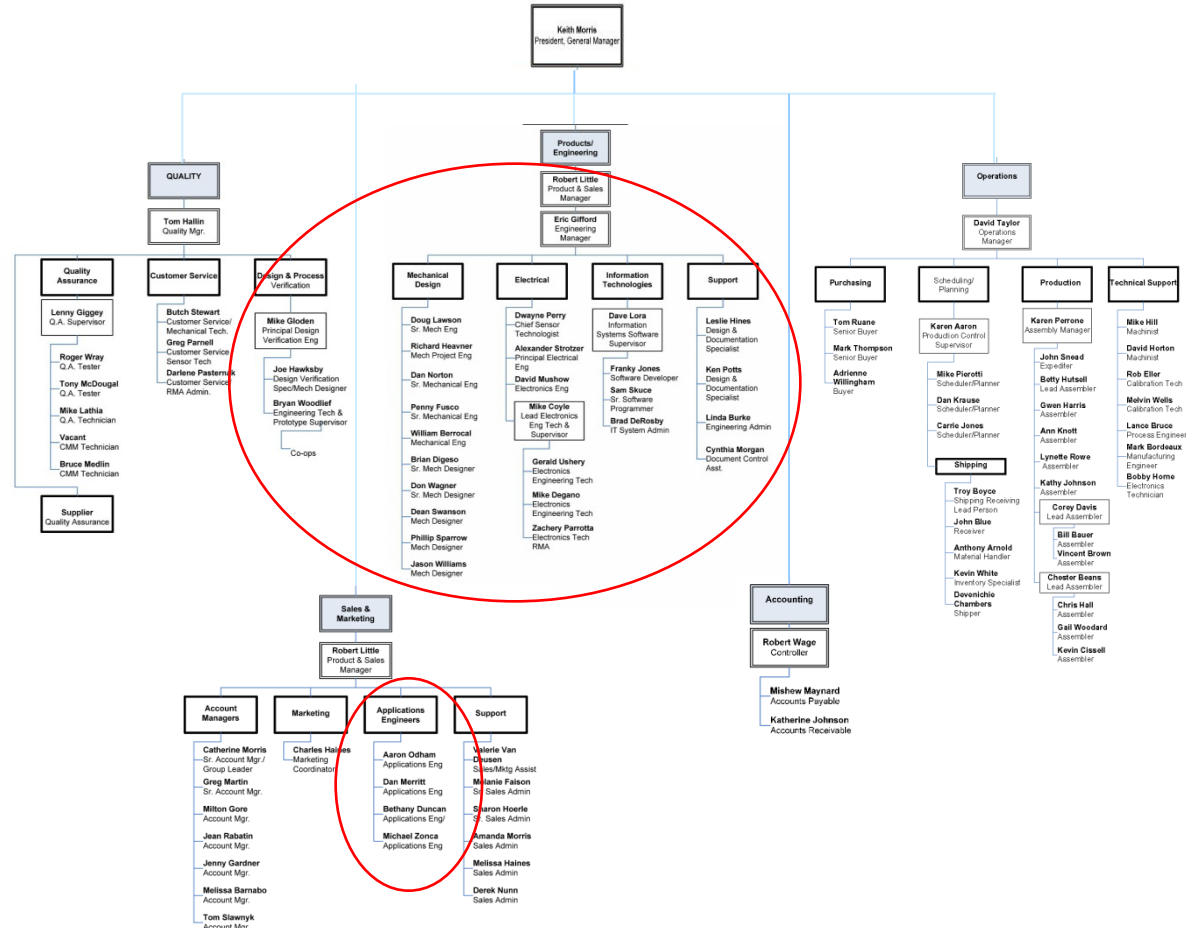 Keith Morris
President, General Manager
Products/
Engineering
Robert Little
Product & Sales
Manager
Eric Gifford
Engineering
Manager
QUALITY
Tom Hallin
Quality Mgr.
Operations
David Taylor
Operations
Manager
Quality
Assurance
Lenny Giggey
Q.A. Supervisor
Roger Wray
Q.A. Tester
Tony McDougal
Q.A. Tester
Mike Lathia
Q.A. Technician
Vacant
CMM Technician
Bruce Medlin
CMM Technician
Supplier
Quality Assurance
Customer Service
Butch Stewart
Customer Service/
Mechanical Tech.
Greg Parnell
Customer Service
Sensor Tech
Darlene Pasternak
Customer Service/
RMA Admin.
Design & Process
Verification
Mike Gloden
Principal Design
Verification Eng
Joe Hawksby
Design Verification
Spec/Mech Designer
Bryan Woodlief
Engineering Tech &
Prototype Supervisor
Co-ops
Mechanical
Design
Doug Lawson
Sr. Mech Eng
Richard Heavner
Mech Project Eng
Dan Norton
Sr. Mechanical Eng
Penny Fusco
Sr. Mechanical Eng
William Berrocal
Mechanical Eng
Brian Digeso
Sr. Mech Designer
Don Wagner
Sr. Mech Designer
Dean Swanson
Mech Designer
Phillip Sparrow
Mech Designer
Jason Williams
Mech Designer
Electrical
Dwayne Perry
Chief Sensor
Technologist
Alexander Strotzer
Principal Electrical
Eng
David Mushow
Electronics Eng
Mike Coyle
Lead Electronics
Eng Tech &
Supervisor
Gerald Ushery
Electronics
Engineering Tech
Mike Degano
Electronics
Engineering Tech
Zachery Parrotta
Electronics Tech
RMA
Information
Technologies
Dave Lora
Information
Systems Software
Supervisor
Franky Jones
Software Developer
Sam Skuce
Sr. Software
Programmer
Brad DeRosby
IT System Admin
Support
Leslie Hines
Design &
Documentation
Specialist
Ken Potts
Design &
Documentation
Specialist
Linda Burke
Engineering Admin
Cynthia Morgan
Document Control
Asst.
Purchasing
Tom Ruane
Senior Buyer
Mark Thompson
Senior Buyer
Adrienne
Willingham
Buyer
Scheduling/
Planning
Karen Aaron
Production Control
Supervisor
Mike Pierotti
Scheduler/Planner
Dan Krause
Scheduler/Planner
Carrie Jones
Scheduler/Planner
Shipping
Troy Boyce
Shipping Receiving
Lead Person
John Blue
Receiver
Anthony Arnold
Material Handler
Kevin White
Inventory Specialist
Devenichie
Chambers
Shipper
Production
Karen Perrone
Assembly Manager
John Snead
Expediter
Betty Hutsell
Lead Assembler
Gwen Harris
Assembler
Ann Knott
Assembler
Lynette Rowe
Assembler
Kathy Johnson
Assembler
Corey Davis
Lead Assembler
Bill Bauer
Assembler
Vincent Brown
Assembler
Chester Beans
Lead Assembler
Chris Hall
Assembler
Gail Woodard
Assembler
Kevin Cissell
Assembler
Technical Support
Mike Hill
Machinist
David Horton
Machinist
Rob Eller
Calibration Tech
Melvin Wells
Calibration Tech
Lance Bruce
Process Engineer
Mark Bordeaux
Manufacturing
Engineer
Bobby Horne
Electronics
Technician
Sales &
Marketing
Robert Little
Product & Sales
Manager
Account
Managers
Catherine Morris
Sr. Account Mgr./
Group Leader
Greg Martin
Sr. Account Mgr.
Milton Gore
Account Mgr.
Jean Rabatin
Account Mgr.
Jenny Gardner
Account Mgr.
Melissa Barnabo
Account Mgr.
Tom Slawnyk
Account Mgr.
Marketing
Charles Haines
Marketing
Coordinator
Applications
Engineers
Aaron Odham
Applications Eng
Dan Merritt
Applications Eng
Bethany Duncan
Applications Eng/
Michael Zonca
Applications Eng
Support
Valerie Van
Deusen
Sales/Mktg Assist
Melanie Faison
Sr. Sales Admin
Sharon Hoerle
Sr. Sales Admin
Amanda Morris
Sales Admin
Melissa Haines
Sales Admin
Derek Nunn
Sales Admin
Accounting
Robert Wage
Controller
Mishew Maynard
Accounts Payable
Katherine Johnson
Accounts Receivable